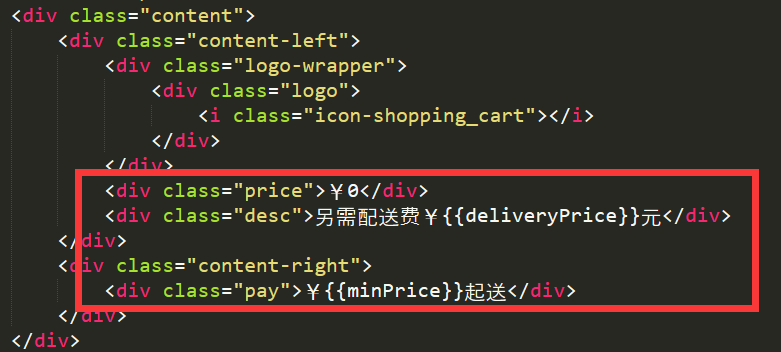 <div class="content">
<div class="content-left">
<div class="logo-wrapper">
<div class="logo">
<i class="icon-shopping_cart"></i>
</div>
</div>
<div class="price">￥0</div>
<div class="desc">另需配送费￥{{deliveryPrice}}元</div>
</div>
<div class="content-right">
<div class="pay">￥{{minPrice}}起送</div>
</div>
</div>